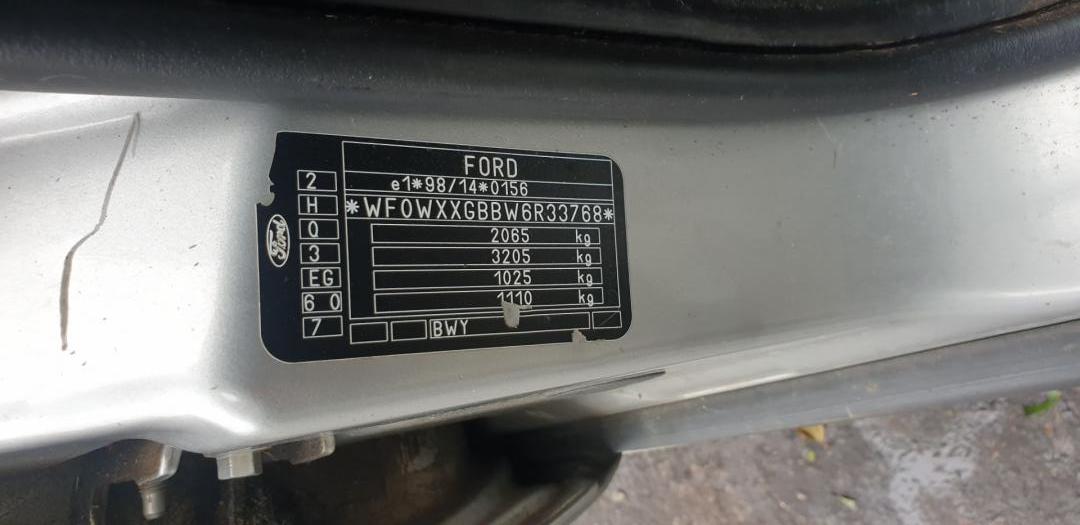 FORD
e1*98/14*0156
*WF0WXXGBBW6R33768*
2065 kg
3205 kg
1025 kg
1110 kg
BWY
2
H
Q
3
EG
6 0
7
Ford